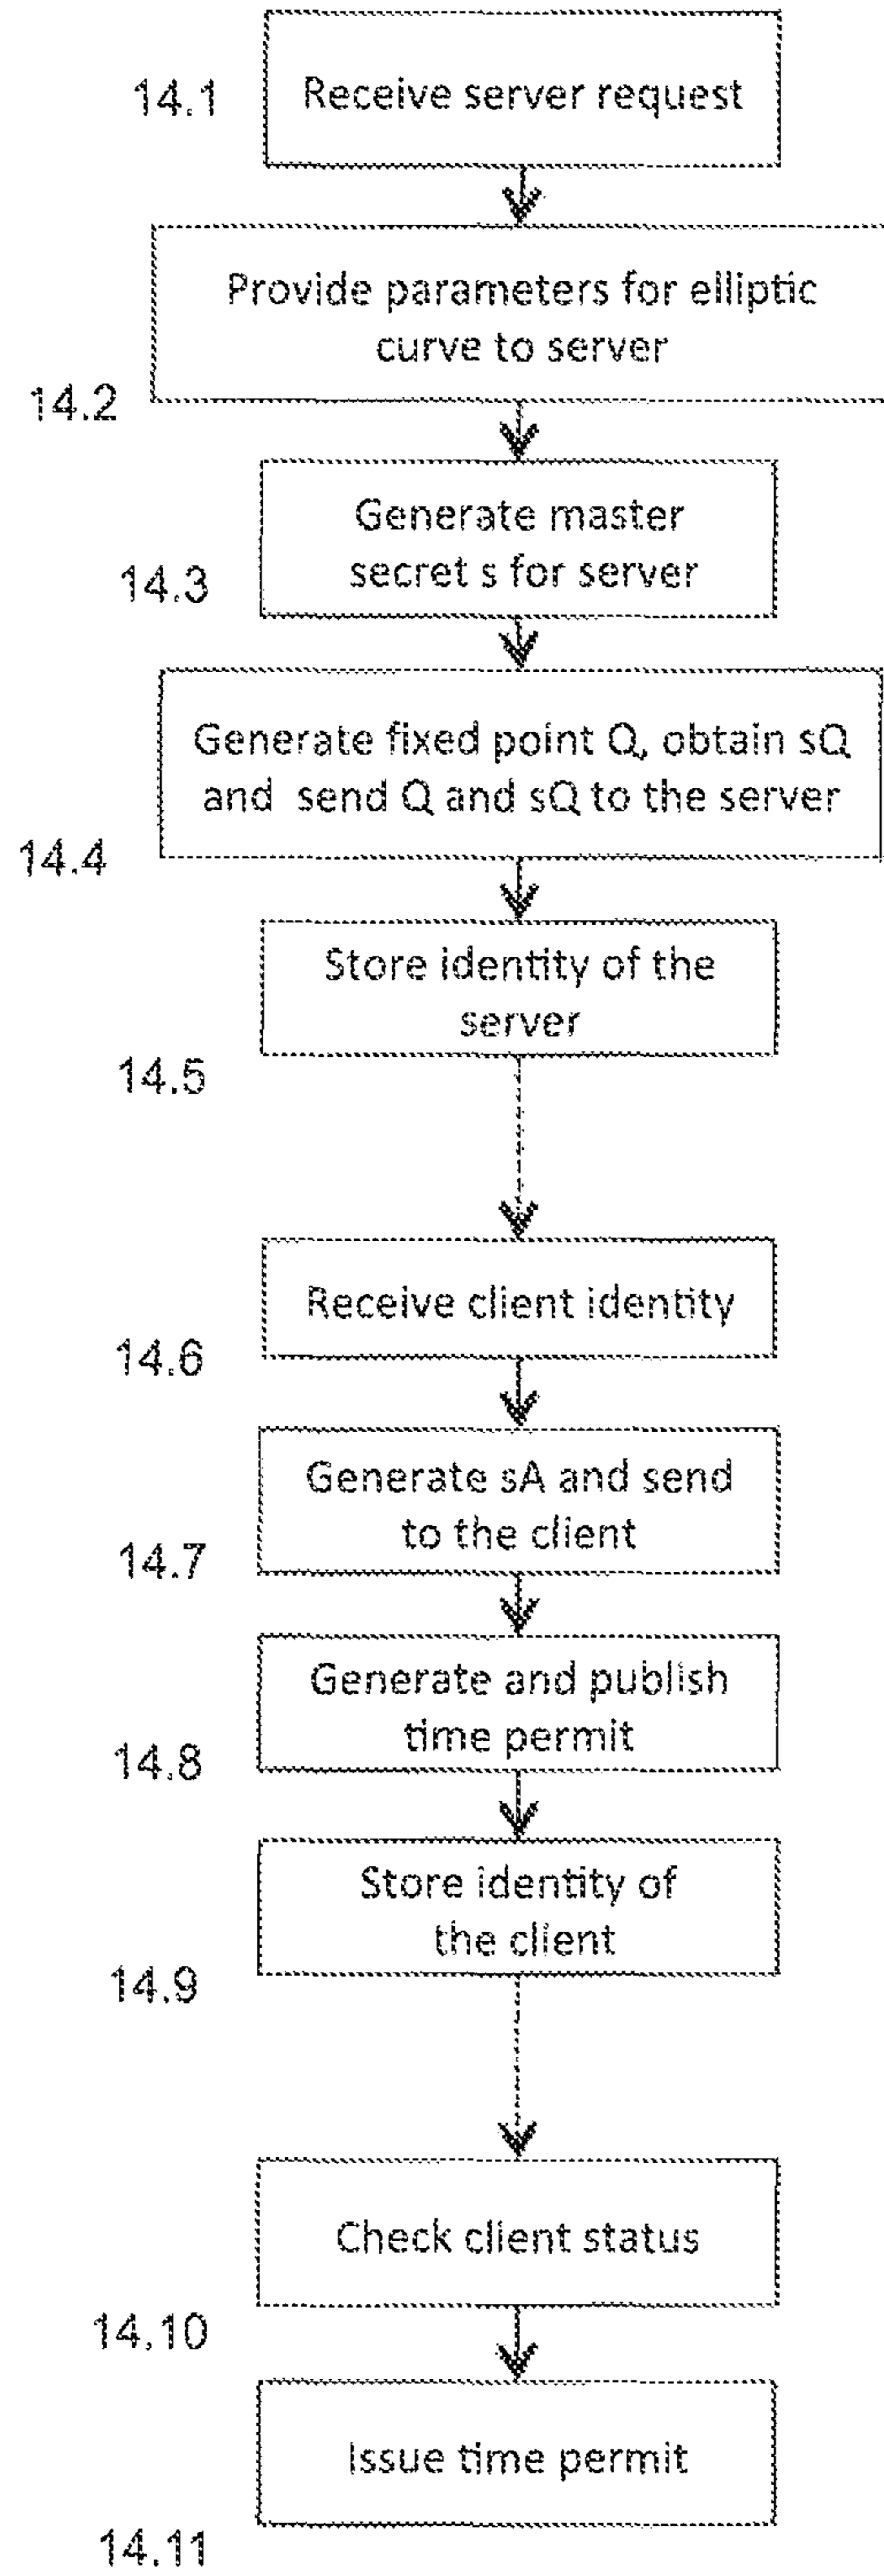 14.1
Receive server request
Provide parameters for elliptic
curve to server
14.2
Generate master
secret s for server
14.3
Generate fixed point Q, obtain sQ
and send Q and sQ to the server
14.4
Store identity of the
server
14.5
Receive client identity
14.6
Generate sA and send
to the client
14.7
Generate and publish
time permit
14.8
Store identity of
the client
14.9
Check client status
14.10
Issue time permit
14.11